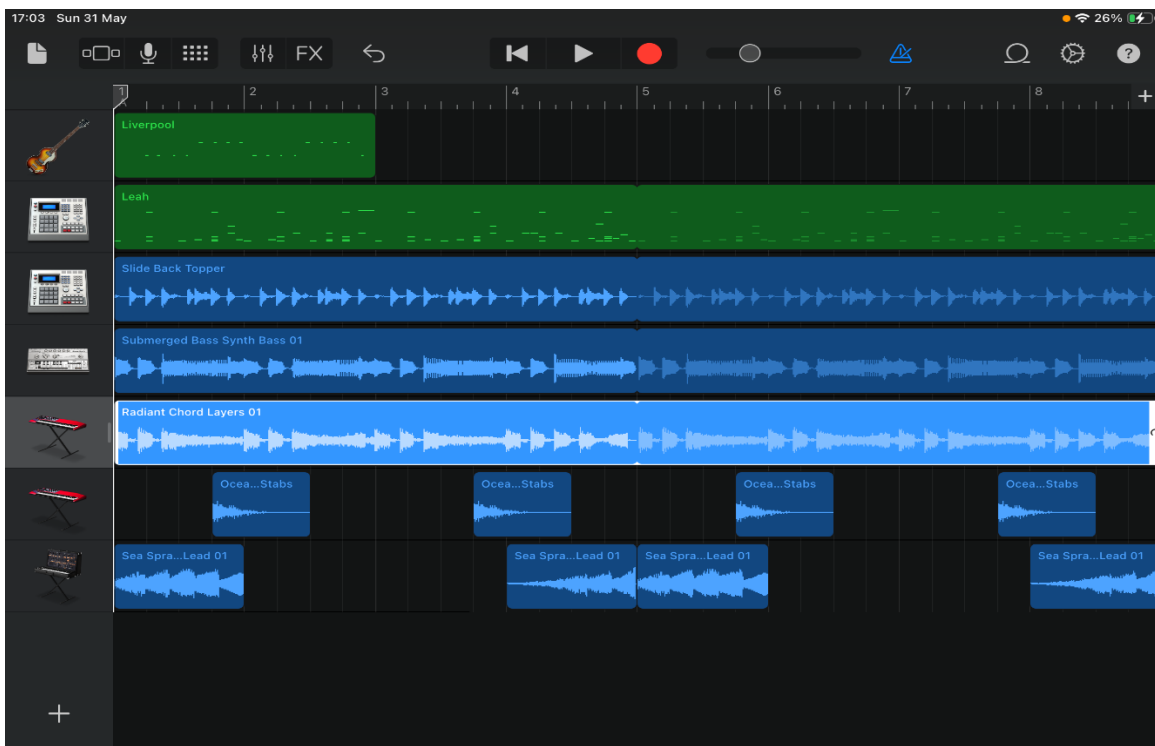 17:03 Sun 31 May 26%
FX ?
1 2 3 4 5 6 7 8 +
Liverpool
Leah
Slide Back Topper
Submerged Bass Synth Bass 01
Radiant Chord Layers 01
Ocea...Stabs Ocea...Stabs Ocea...Stabs Ocea...Stabs
Sea Spra...Lead 01 Sea Spra...Lead 01 Sea Spra...Lead 01 Sea Spra...Lead 01
+